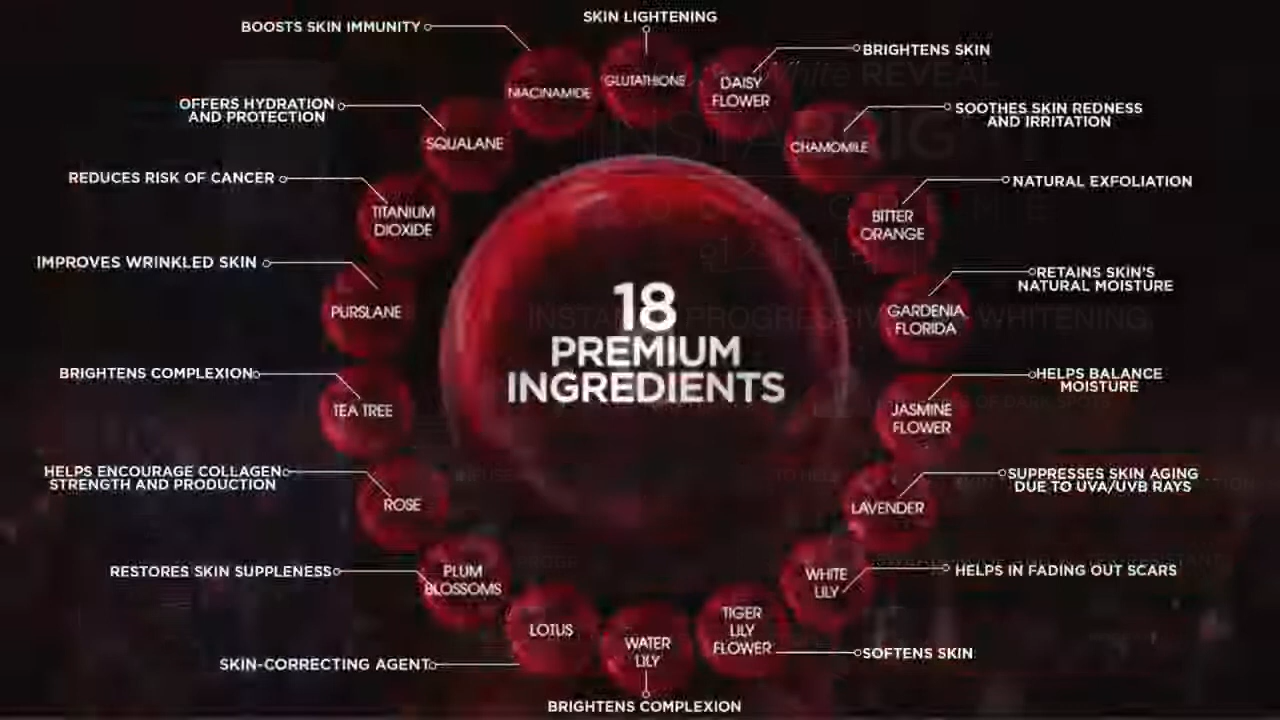 SKIN LIGHTENING
BOOSTS SKIN IMMUNITY
BRIGHTENS SKIN
NIACINAMIDE
GLUTATHIONE
DAISY
FLOWER
White REVEAL
OFFERS HYDRATION
AND PROTECTION
SQUALANE
CHAMOMILE
SOOTHES SKIN REDNESS
AND IRRITATION
REDUCES RISK OF CANCER
TITANIUM
DIOXIDE
BITTER
ORANGE
NATURAL EXFOLIATION
IMPROVES WRINKLED SKIN
PURSLANE
GARDENIA
FLORIDA
RETAINS SKIN'S
NATURAL MOISTURE
18
PREMIUM
INGREDIENTS
WHITENING
BRIGHTENS COMPLEXION
TEA TREE
JASMINE
FLOWER
HELPS BALANCE
MOISTURE
HELPS ENCOURAGE COLLAGEN
STRENGTH AND PRODUCTION
ROSE
LAVENDER
SUPPRESSES SKIN AGING
DUE TO UVA/UVB RAYS
RESTORES SKIN SUPPLENESS
PLUM
BLOSSOMS
WHITE
LILY
HELPS IN FADING OUT SCARS
SKIN-CORRECTING AGENT
LOTUS
WATER
LILY
TIGER
LILY
FLOWER
SOFTENS SKIN
BRIGHTENS COMPLEXION